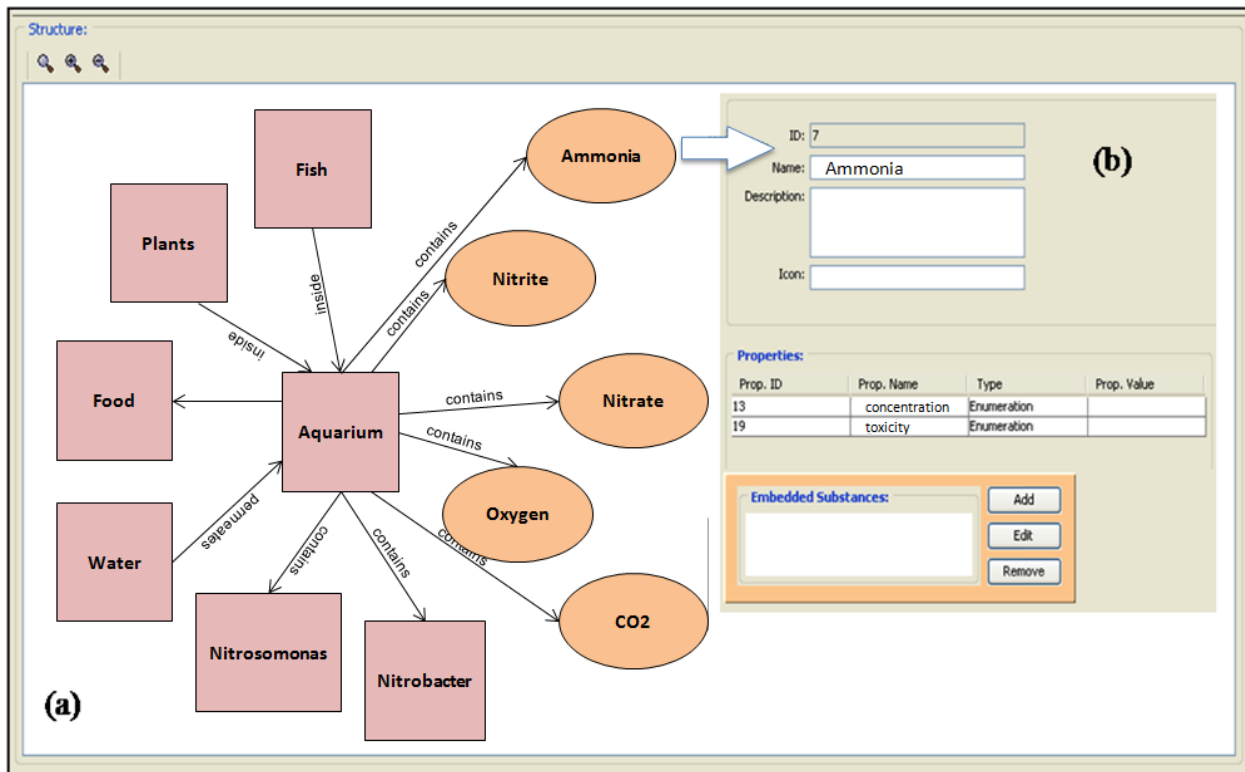 Structure:
Fish
Plants
Food
Water
Aquarium
Nitrosomonas
Nitrobacter
Ammonia
Nitrite
Nitrate
Oxygen
CO2
inside
inside
permeates
contains
contains
contains
contains
contains
contains
contains
(a)
(b)
ID: 7
Name: Ammonia
Description:
Icon:
Properties:
Prop. ID Prop. Name Type Prop. Value
13 concentration Enumeration
19 toxicity Enumeration
Embedded Substances:
Add
Edit
Remove